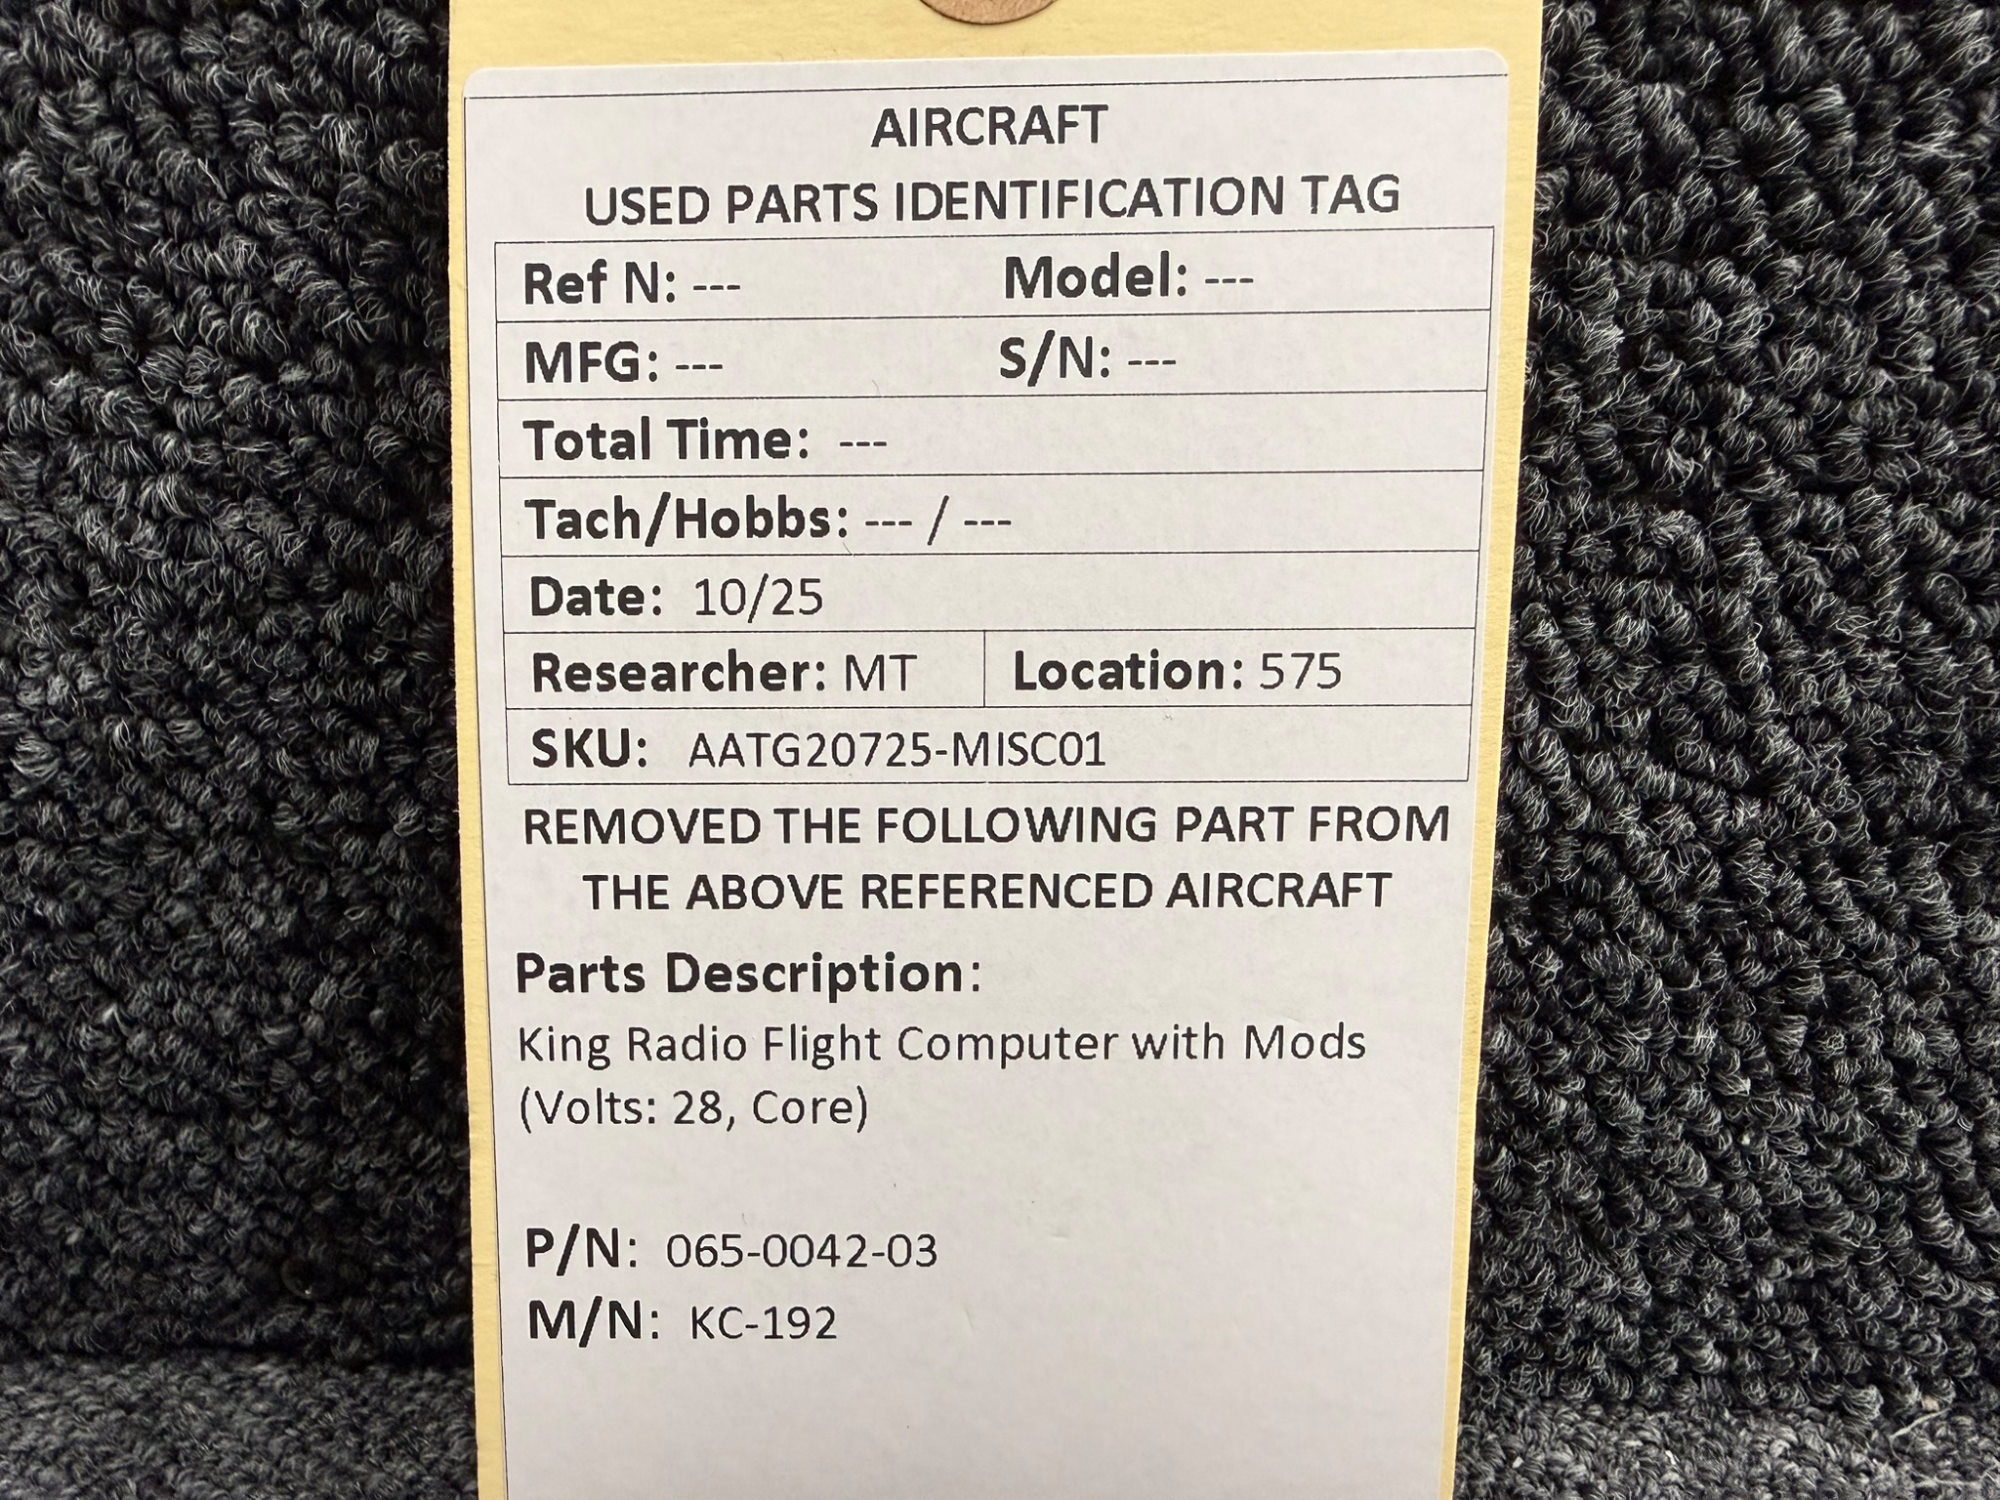 AIRCRAFT
USED PARTS IDENTIFICATION TAG
Ref N: --- Model: ---
MFG: --- S/N: ---
Total Time: ---
Tach/Hobbs: --- / ---
Date: 10/25
Researcher: MT Location: 575
SKU: AATG20725-MISC01
REMOVED THE FOLLOWING PART FROM
THE ABOVE REFERENCED AIRCRAFT
Parts Description:
King Radio Flight Computer with Mods
(Volts: 28, Core)
P/N: 065-0042-03
M/N: KC-192